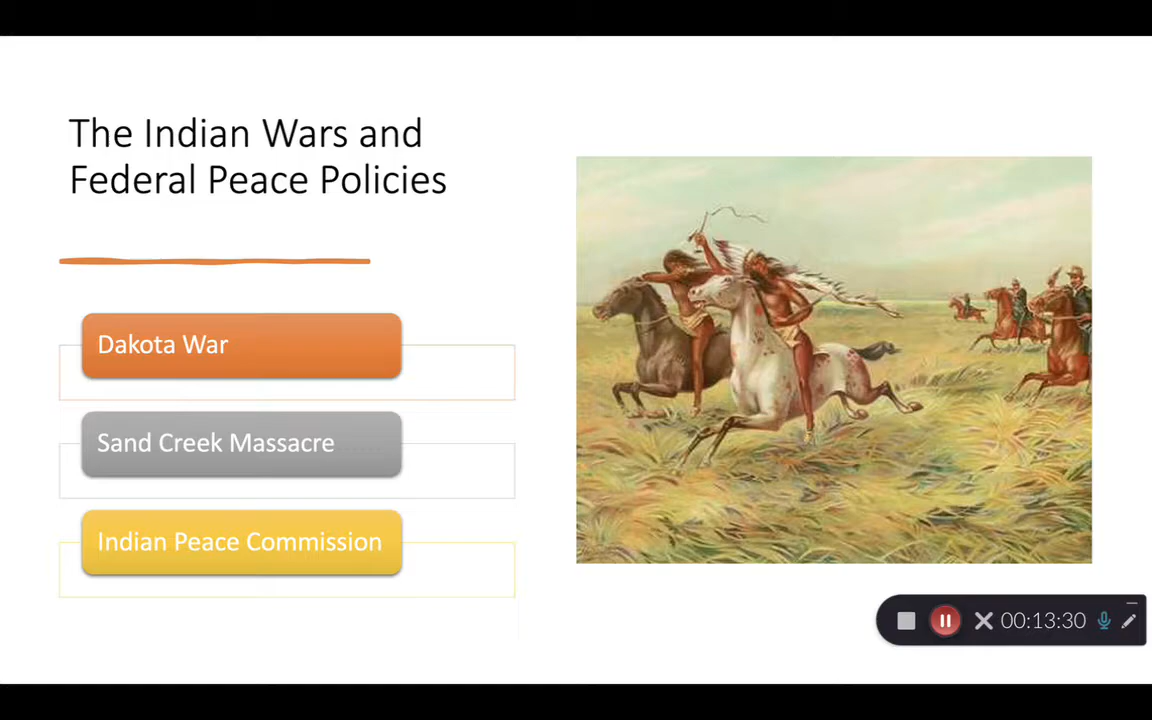 The Indian Wars and
Federal Peace Policies
Dakota War
Sand Creek Massacre
Indian Peace Commission
00:13:30